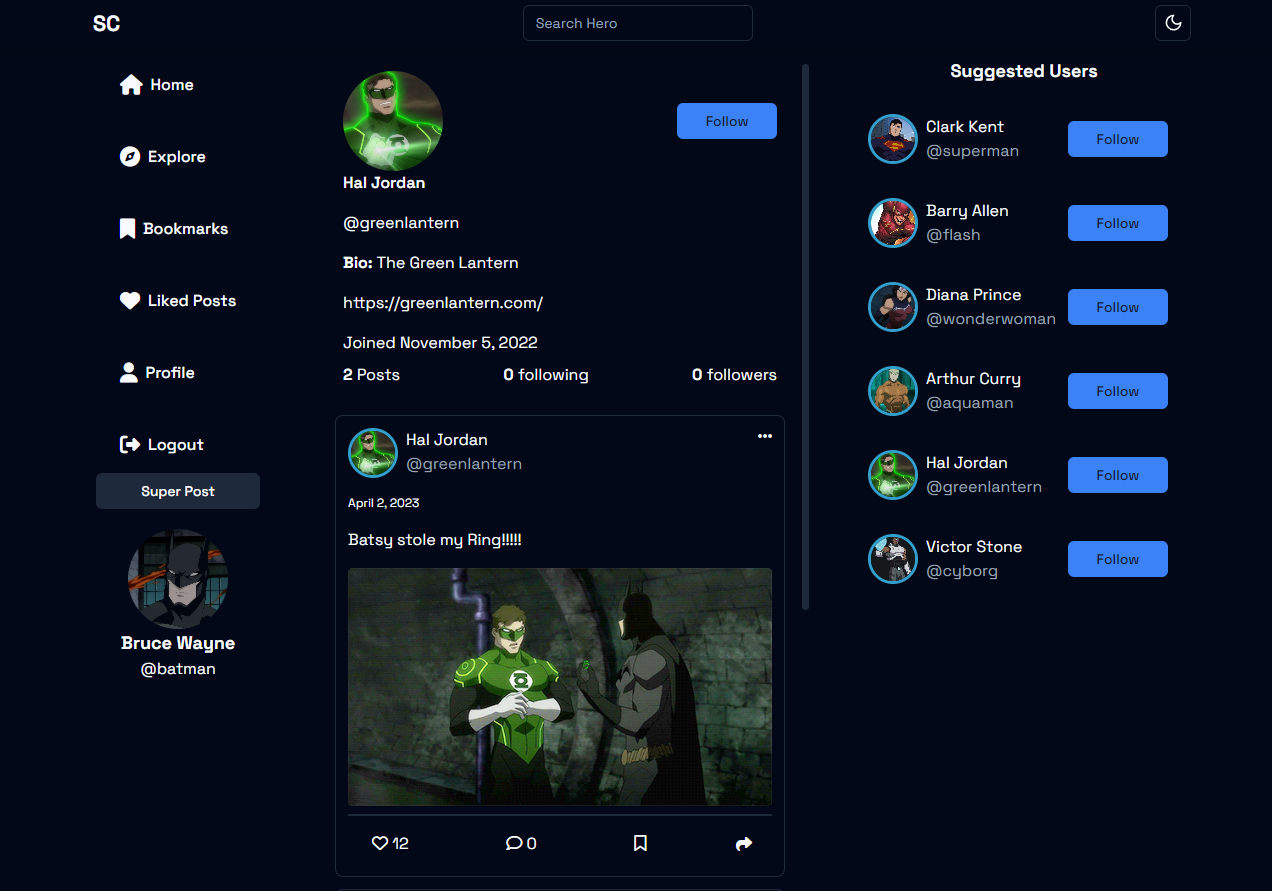 SC
Search Hero
Home
Explore
Bookmarks
Liked Posts
Profile
Logout
Super Post
Bruce Wayne
@batman
Follow
Hal Jordan
@greenlantern
Bio: The Green Lantern
https://greenlantern.com/
Joined November 5, 2022
2 Posts 0 following 0 followers
Hal Jordan
@greenlantern
April 2, 2023
Batsy stole my Ring!!!!!
12 0
Suggested Users
Clark Kent
@superman
Follow
Barry Allen
@flash
Follow
Diana Prince
@wonderwoman
Follow
Arthur Curry
@aquaman
Follow
Hal Jordan
@greenlantern
Follow
Victor Stone
@cyborg
Follow